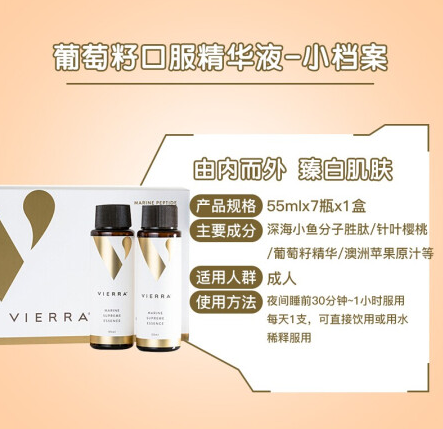 葡萄籽口服精华液-小档案
由内而外 臻白肌肤
产品规格 55mlx7瓶x1盒
主要成分 深海小鱼分子胜肽/针叶樱桃
/葡萄籽精华/澳洲苹果原汁等
适用人群 成人
使用方法 夜间睡前30分钟~1小时服用
每天1支，可直接饮用或用水
稀释服用
MARINE PEPTIDE
VIERRA
VIERRA
MARINE
SUPREME
ESSENCE
VIERRA
MARINE
SUPREME
ESSENCE